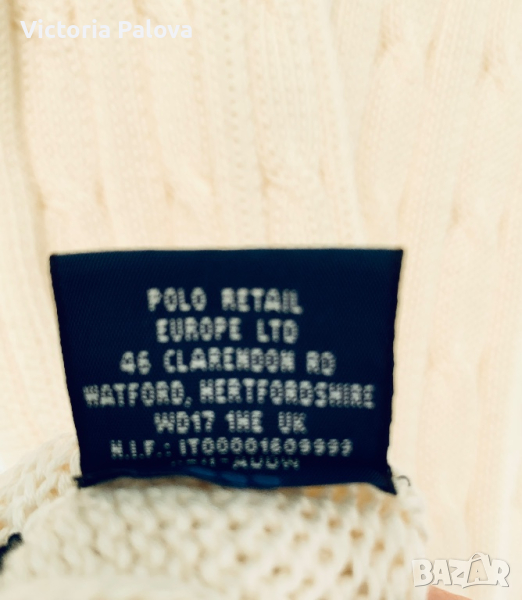 Victoria Palova
POLO RETAIL
EUROPE LTD
46 CLARENDON RD
WATFORD, HERTFORDSHIRE
WD17 1HE UK
N.I.F.: IT00001609999
BAZAR